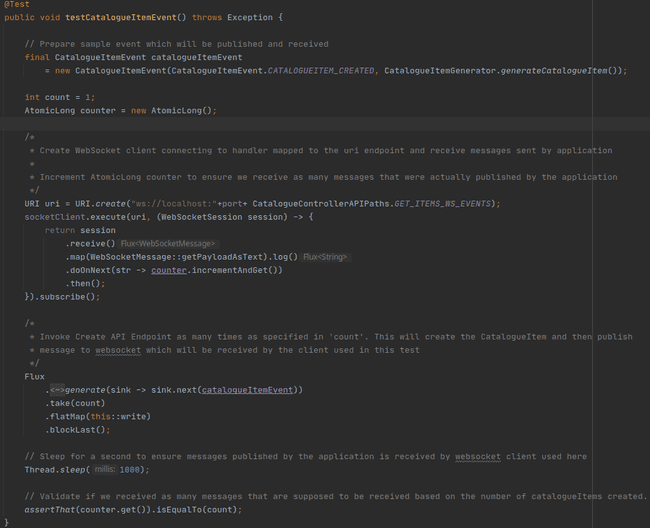 @Test
public void testCatalogueItemEvent() throws Exception {
// Prepare sample event which will be published and received
final CatalogueItemEvent catalogueItemEvent
= new CatalogueItemEvent(CatalogueItemEvent.CATALOGUEITEM_CREATED, CatalogueItemGenerator.generateCatalogueItem());
int count = 1;
AtomicLong counter = new AtomicLong();
/*
* Create WebSocket client connecting to handler mapped to the uri endpoint and receive messages sent by application
*
* Increment AtomicLong counter to ensure we receive as many messages that were actually published by the application
*/
URI uri = URI.create("ws://localhost:"+port+ CatalogueControllerAPIPaths.GET_ITEMS_WS_EVENTS);
socketClient.execute(uri, (WebSocketSession session) -> {
return session
.receive() Flux<WebSocketMessage>
.map(WebSocketMessage::getPayloadAsText).log() Flux<String>
.doOnNext(str -> counter.incrementAndGet())
.then();
}).subscribe();
/*
* Invoke Create API Endpoint as many times as specified in 'count'. This will create the CatalogueItem and then publish
* message to websocket which will be received by the client used in this test
*/
Flux
.<~>generate(sink -> sink.next(catalogueItemEvent))
.take(count)
.flatMap(this::write)
.blockLast();
// Sleep for a second to ensure messages published by the application is received by websocket client used here
Thread.sleep( millis: 1000);
// Validate if we received as many messages that are supposed to be received based on the number of catalogueItems created.
assertThat(counter.get()).isEqualTo(count);
}